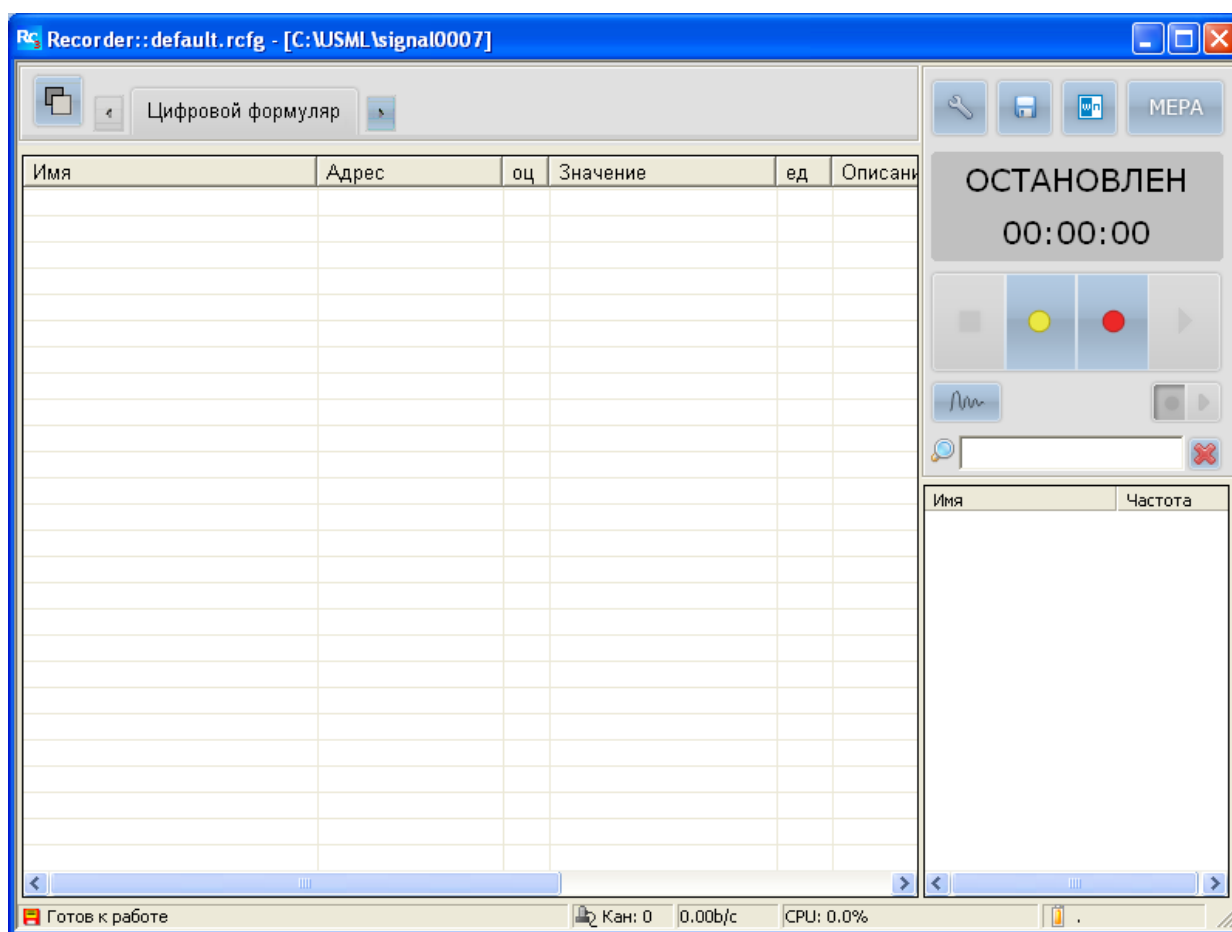 Recorder::default.rcfg - [C:\USML\signal0007]
Цифровой формуляр
МЕРА
Имя Адрес оц Значение ед Описани
ОСТАНОВЛЕН
00:00:00
Имя Частота
Готов к работе Кан: 0 0.00b/c CPU: 0.0% .